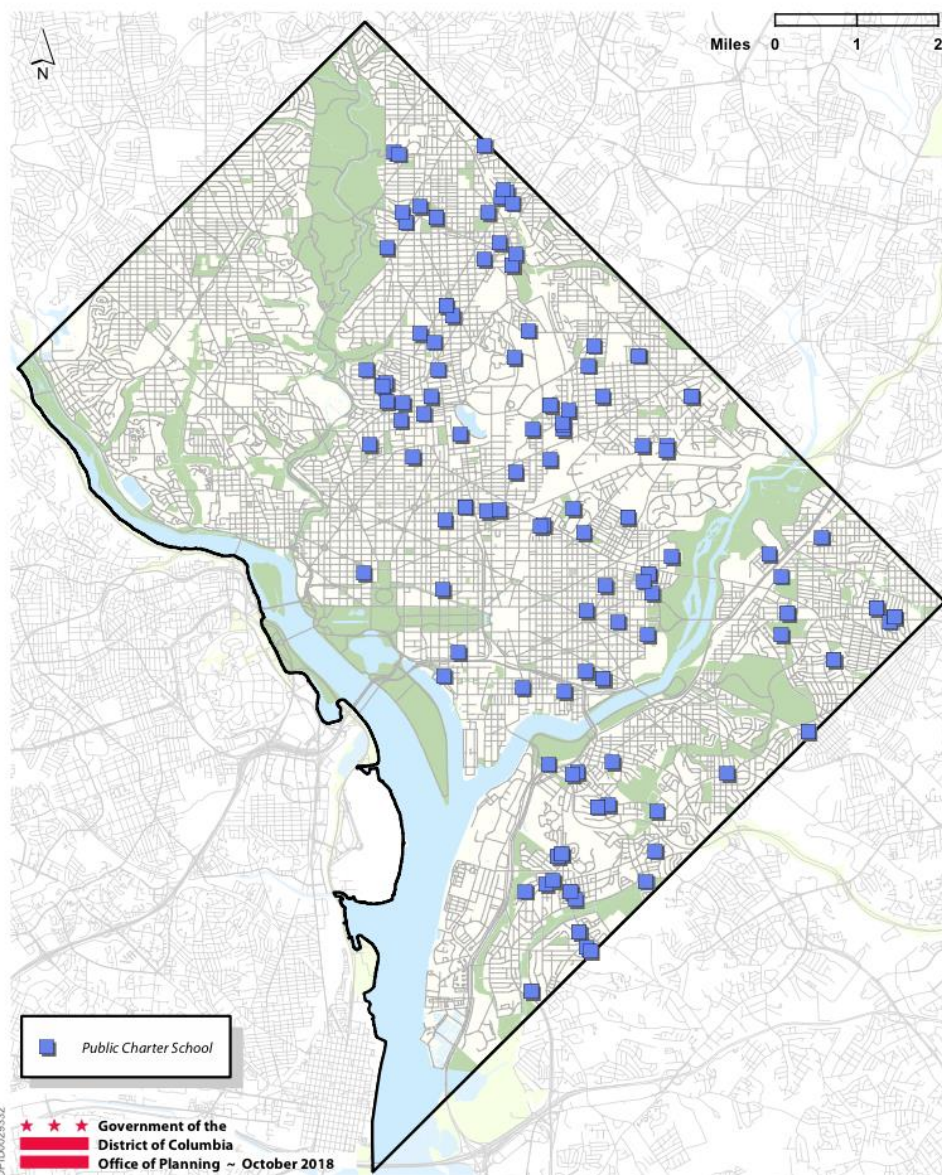 Miles 0 1 2
N
Public Charter School
Government of the
District of Columbia
Office of Planning ~ October 2018